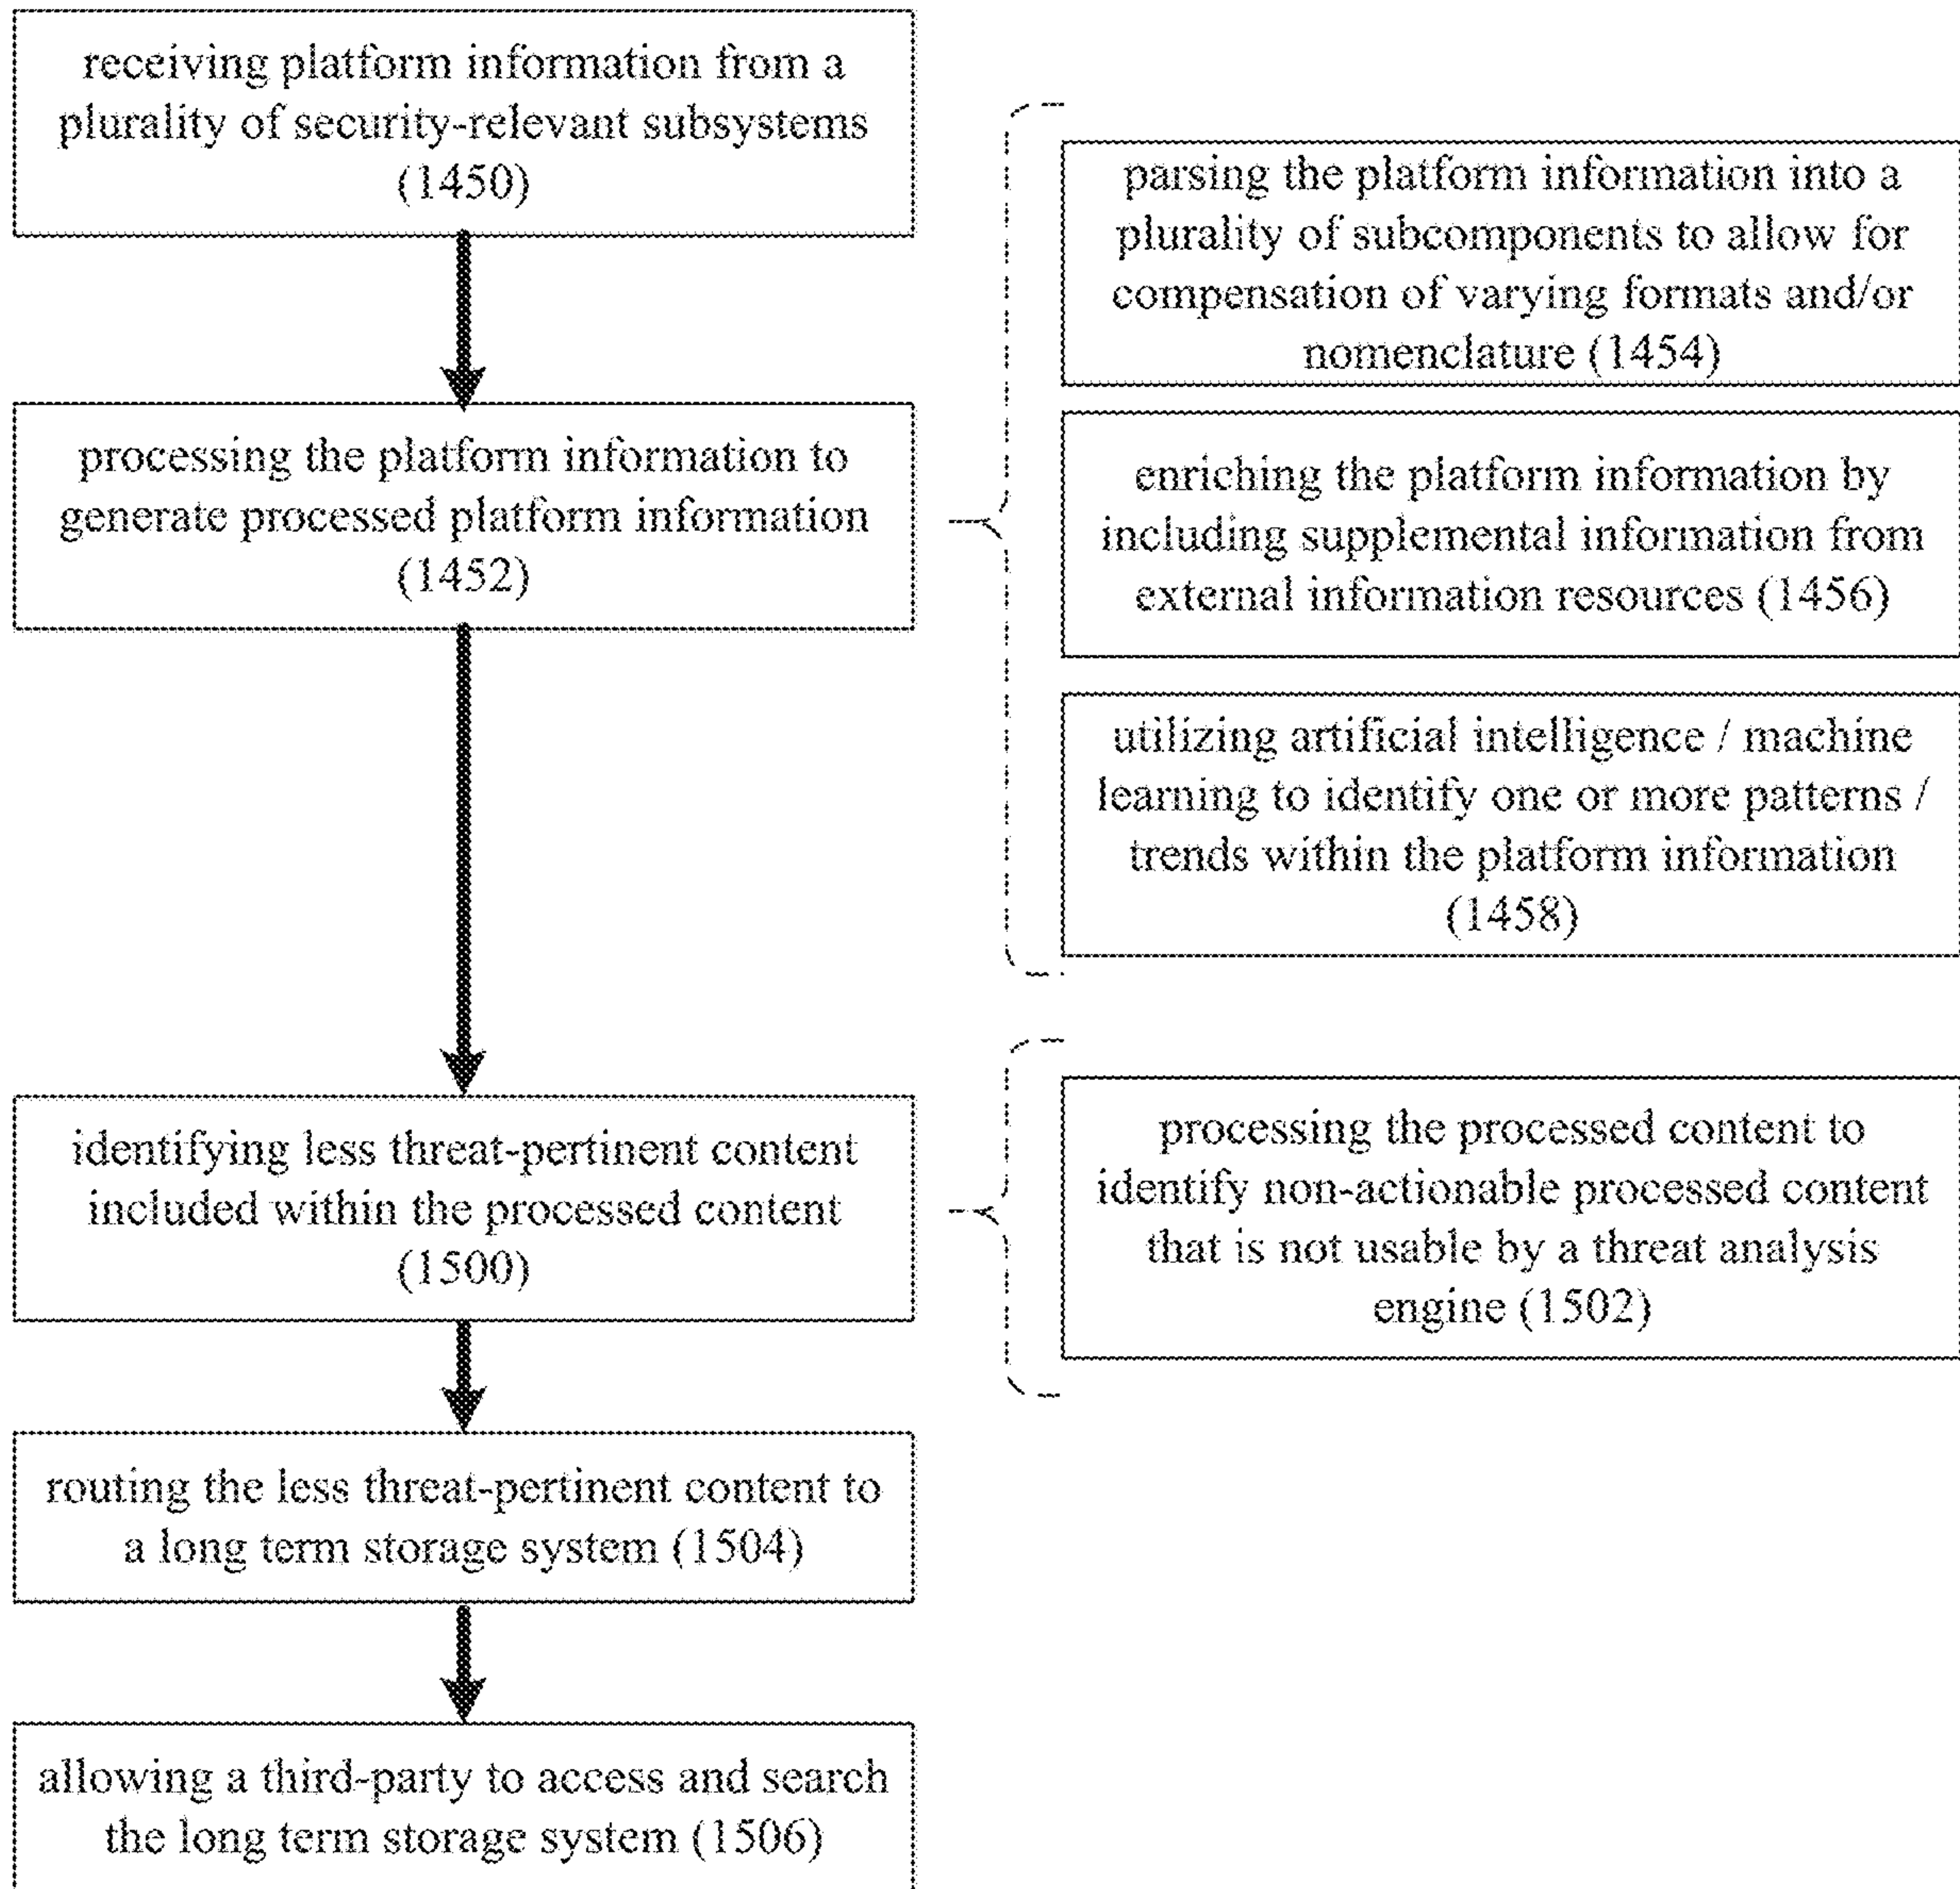 receiving platform information from a
plurality of security-relevant subsystems
(1450)
processing the platform information to
generate processed platform information
(1452)
parsing the platform information into a
plurality of subcomponents to allow for
compensation of varying formats and/or
nomenclature (1454)
enriching the platform information by
including supplemental information from
external information resources (1456)
utilizing artificial intelligence / machine
learning to identify one or more patterns /
trends within the platform information
(1458)
identifying less threat-pertinent content
included within the processed content
(1500)
processing the processed content to
identify non-actionable processed content
that is not usable by a threat analysis
engine (1502)
routing the less threat-pertinent content to
a long term storage system (1504)
allowing a third-party to access and search
the long term storage system (1506)